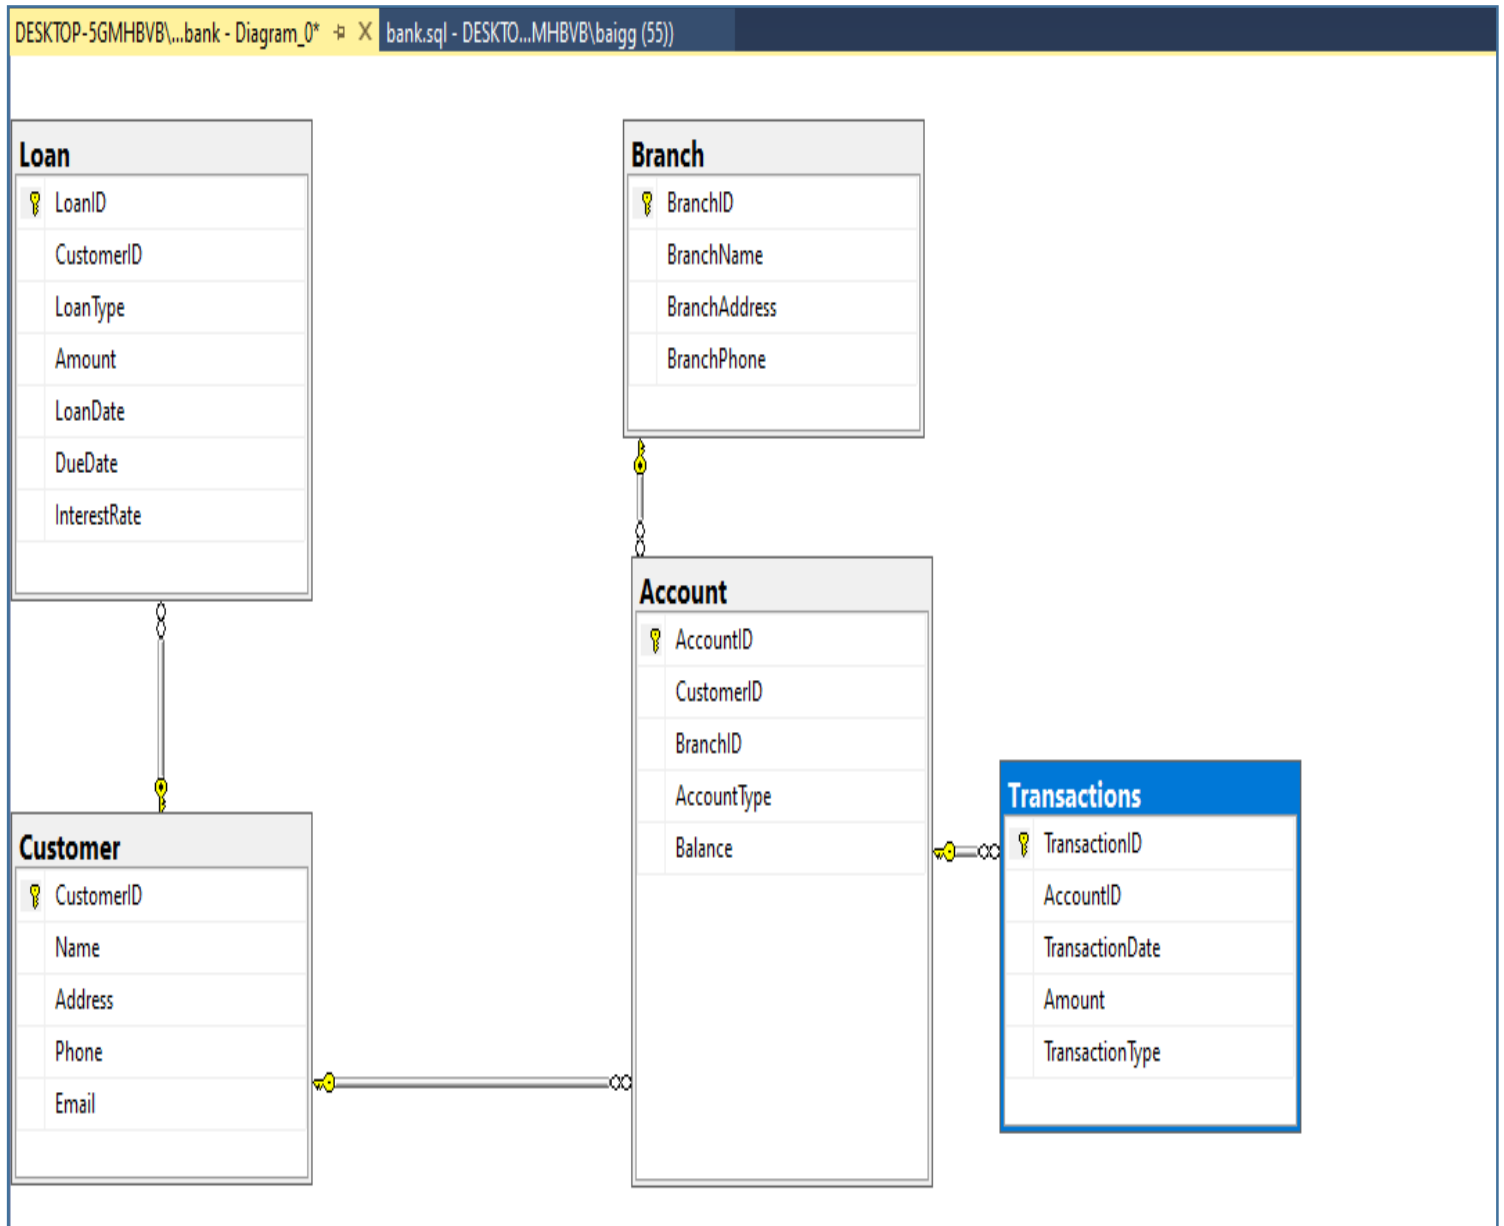 DESKTOP-5GMHBVB\...bank - Diagram_0*
bank.sql - DESKTO...MHBVB\baigg (55))
Loan
LoanID
CustomerID
LoanType
Amount
LoanDate
DueDate
InterestRate
Branch
BranchID
BranchName
BranchAddress
BranchPhone
Customer
CustomerID
Name
Address
Phone
Email
Account
AccountID
CustomerID
BranchID
AccountType
Balance
Transactions
TransactionID
AccountID
TransactionDate
Amount
TransactionType